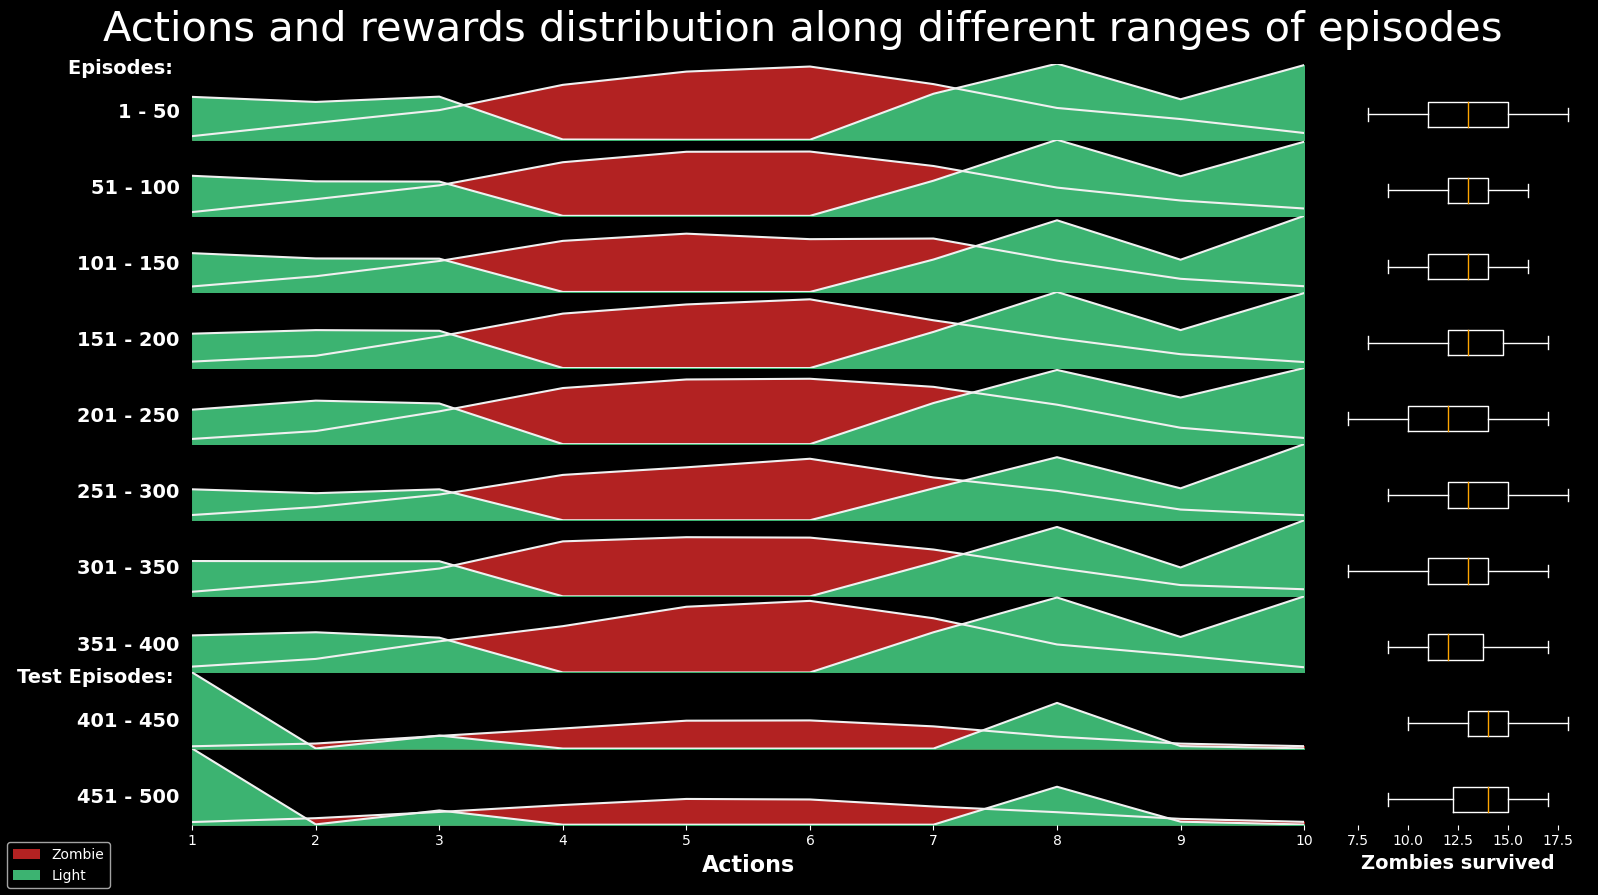 Actions and rewards distribution along different ranges of episodes
Episodes:
1 - 50
51 - 100
101 - 150
151 - 200
201 - 250
251 - 300
301 - 350
351 - 400
Test Episodes:
401 - 450
451 - 500
1 2 3 4 5 6 7 8 9 10
7.5 10.0 12.5 15.0 17.5
Actions
Zombies survived
Zombie
Light